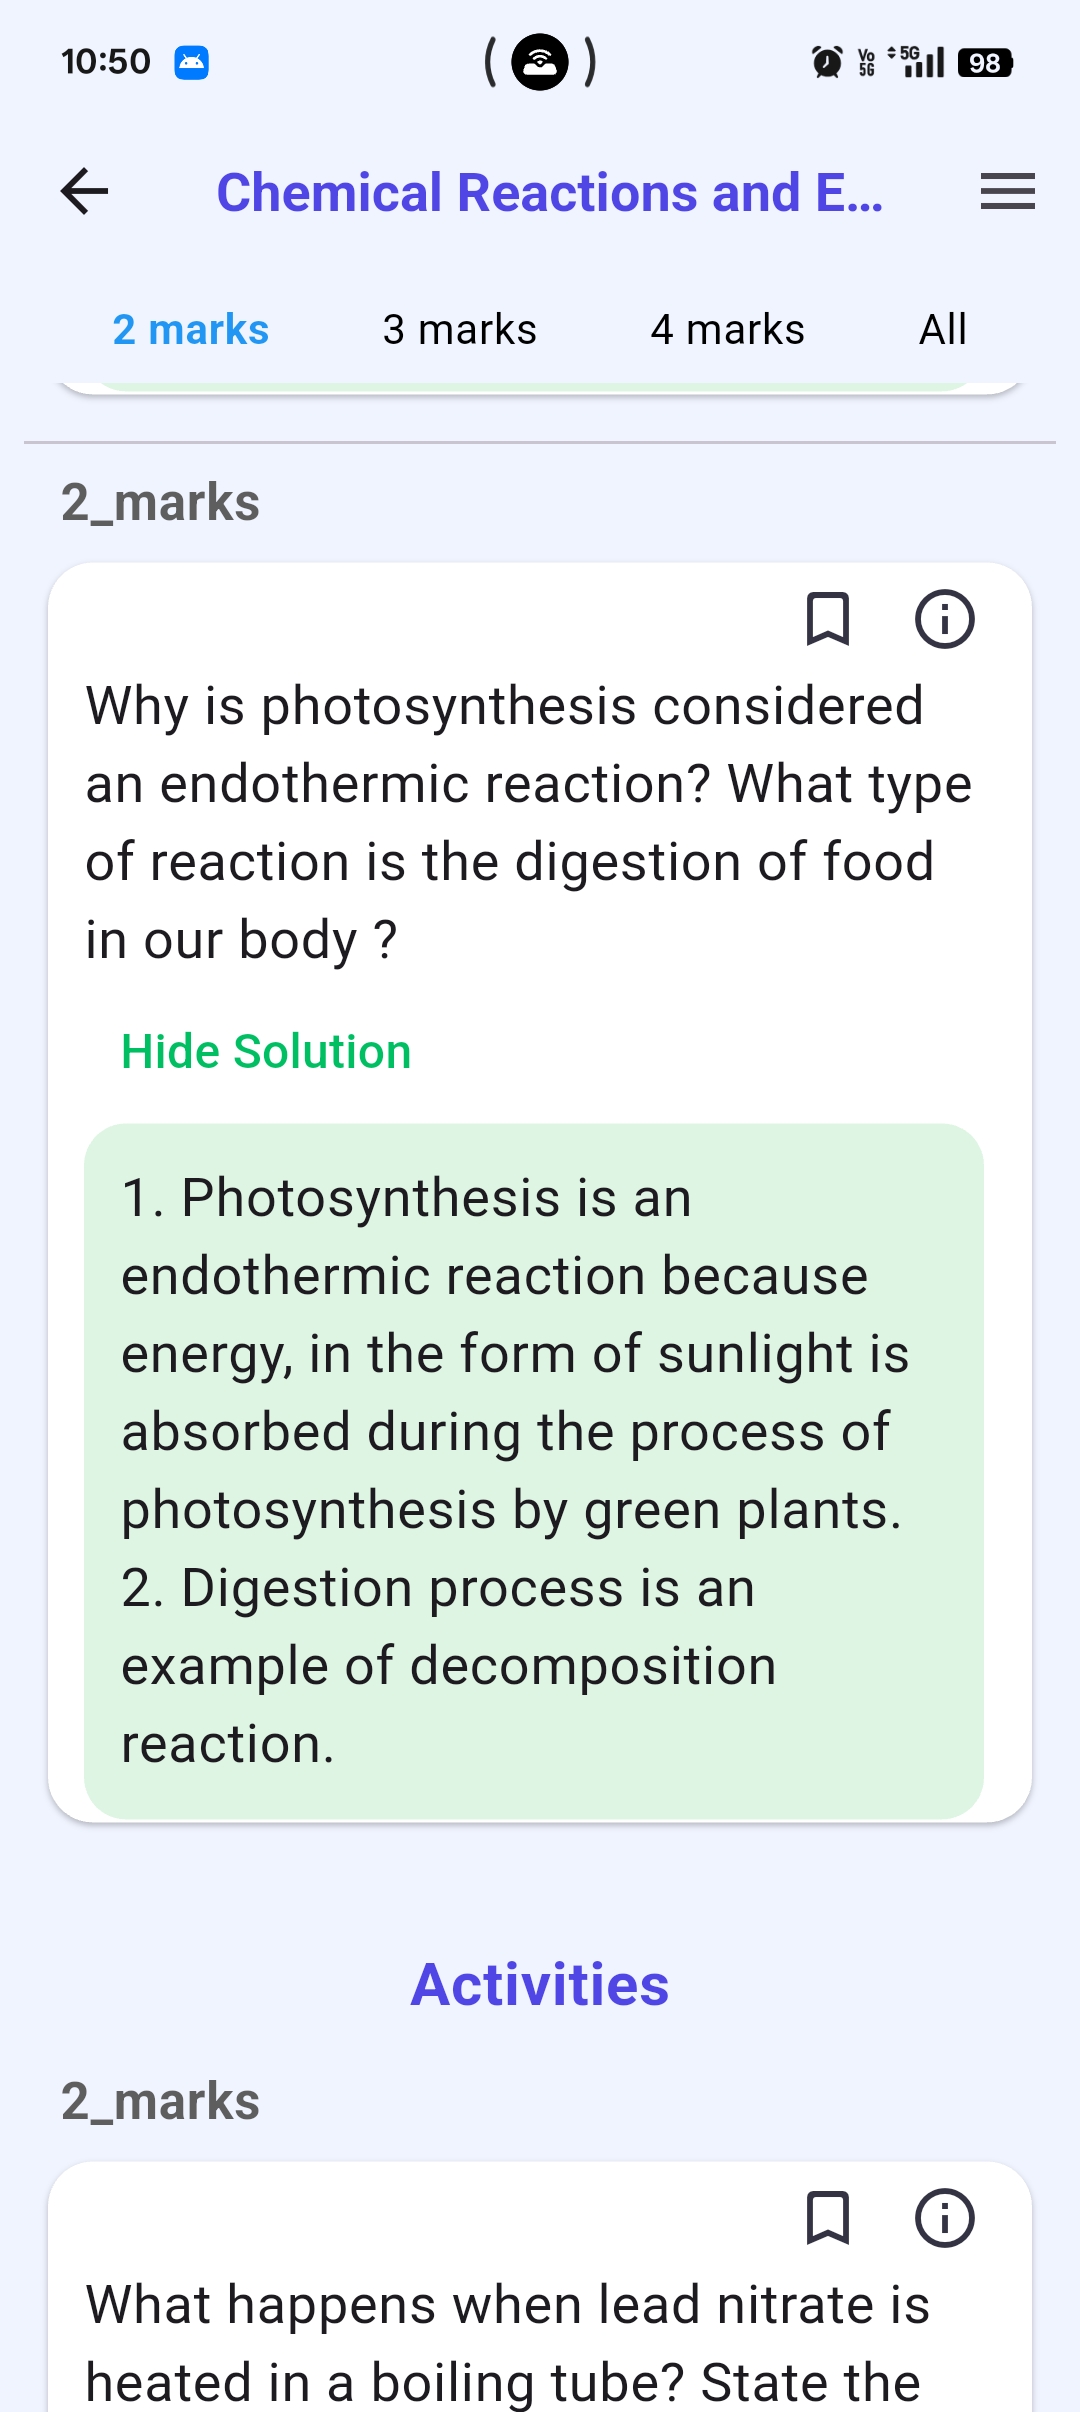 10:50
Vo
5G
5G
98
Chemical Reactions and E...
2 marks
3 marks
4 marks
All
2_marks
Why is photosynthesis considered
an endothermic reaction? What type
of reaction is the digestion of food
in our body ?
Hide Solution
1. Photosynthesis is an
endothermic reaction because
energy, in the form of sunlight is
absorbed during the process of
photosynthesis by green plants.
2. Digestion process is an
example of decomposition
reaction.
Activities
2_marks
What happens when lead nitrate is
heated in a boiling tube? State the